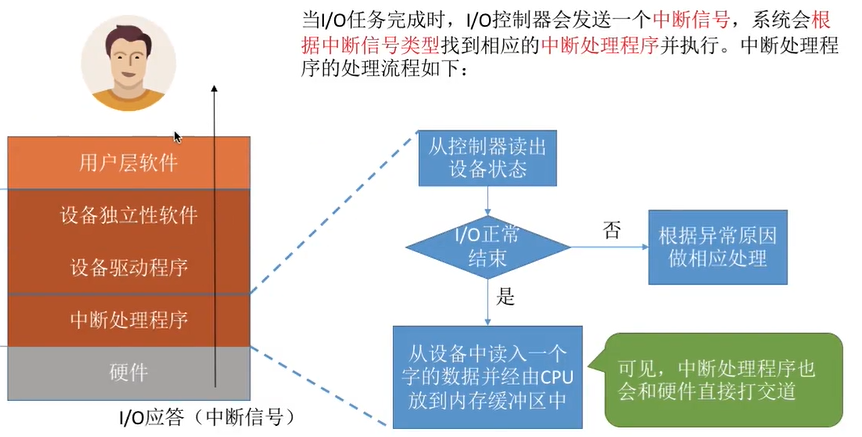 当I/O任务完成时，I/O控制器会发送一个中断信号，系统会根
据中断信号类型找到相应的中断处理程序并执行。中断处理程
序的处理流程如下：
用户层软件
设备独立性软件
设备驱动程序
中断处理程序
硬件
I/O应答（中断信号）
从控制器读出
设备状态
I/O正常
结束
否
根据异常原因
做相应处理
是
从设备中读入一个
字的数据并经由CPU
放到内存缓冲区中
可见，中断处理程序也
会和硬件直接打交道